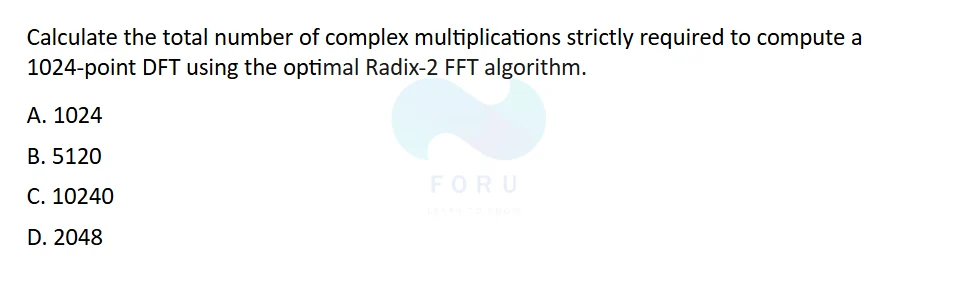 Calculate the total number of complex multiplications strictly required to compute a
1024-point DFT using the optimal Radix-2 FFT algorithm.
A. 1024
B. 5120
FORU
C. 10240
D. 2048